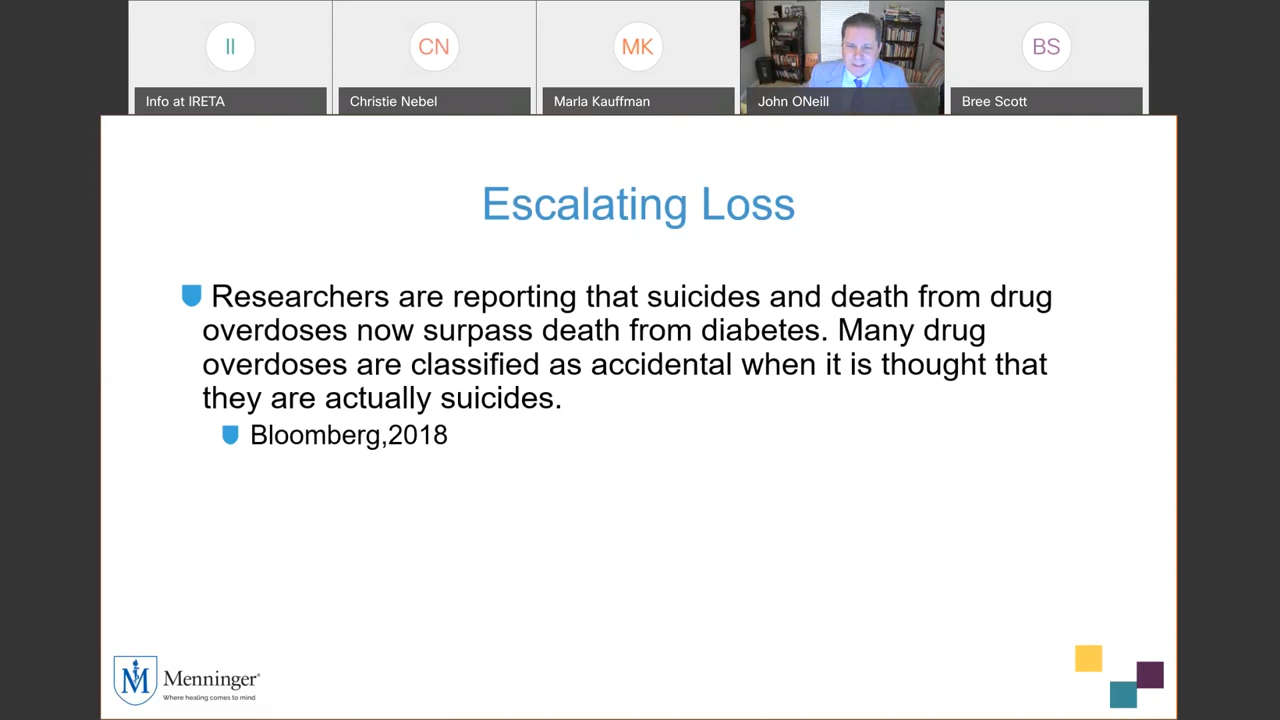 II
CN
MK
BS
Info at IRETA
Christie Nebel
Marla Kauffman
John ONeill
Bree Scott
Escalating Loss
Researchers are reporting that suicides and death from drug
overdoses now surpass death from diabetes. Many drug
overdoses are classified as accidental when it is thought that
they are actually suicides.
Bloomberg,2018
M
Menninger®
Where healing comes to mind